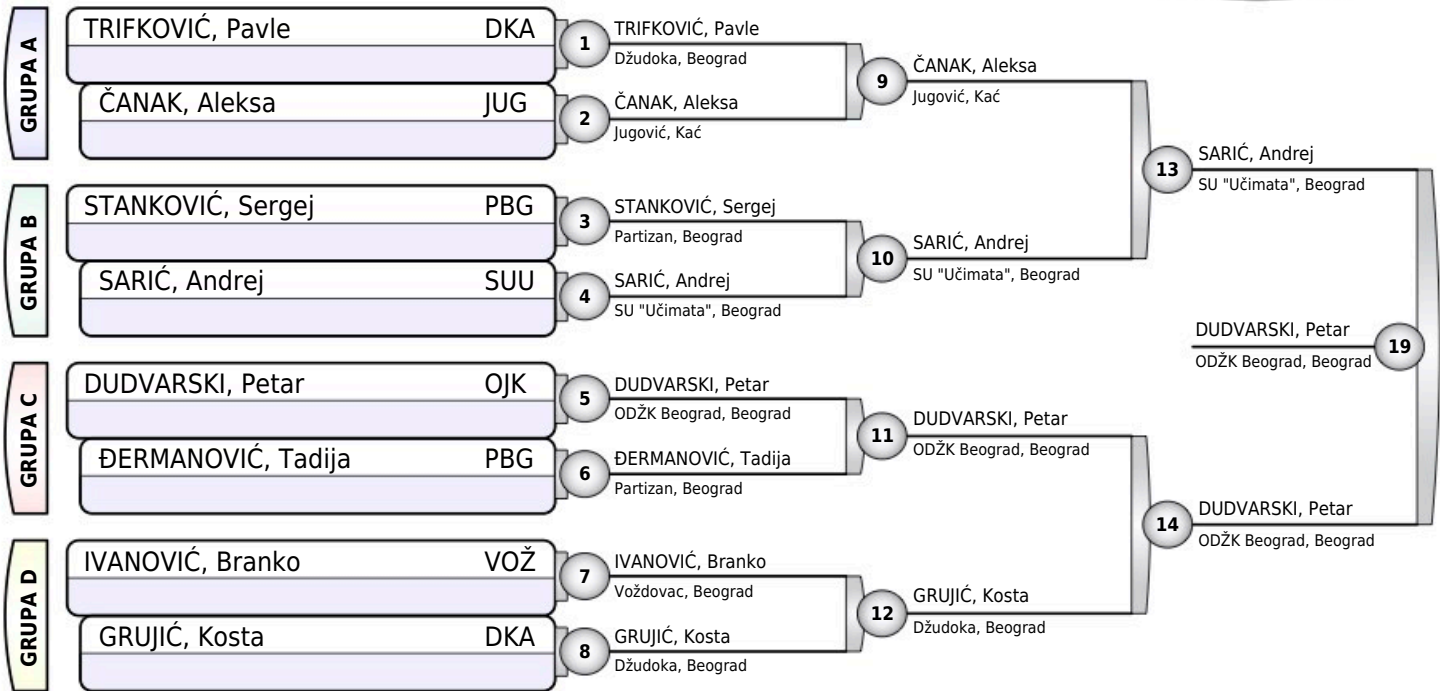 GRUPA A
TRIFKOVIĆ, Pavle DKA
ČANAK, Aleksa JUG
GRUPA B
STANKOVIĆ, Sergej PBG
SARIĆ, Andrej SUU
GRUPA C
DUDVARSKI, Petar OJK
ĐERMANOVIĆ, Tadija PBG
GRUPA D
IVANOVIĆ, Branko VOŽ
GRUJIĆ, Kosta DKA
1 TRIFKOVIĆ, Pavle
Džudoka, Beograd
2 ČANAK, Aleksa
Jugović, Kać
3 STANKOVIĆ, Sergej
Partizan, Beograd
4 SARIĆ, Andrej
SU "Učimata", Beograd
5 DUDVARSKI, Petar
ODŽK Beograd, Beograd
6 ĐERMANOVIĆ, Tadija
Partizan, Beograd
7 IVANOVIĆ, Branko
Voždovac, Beograd
8 GRUJIĆ, Kosta
Džudoka, Beograd
9 ČANAK, Aleksa
Jugović, Kać
10 SARIĆ, Andrej
SU "Učimata", Beograd
11 DUDVARSKI, Petar
ODŽK Beograd, Beograd
12 GRUJIĆ, Kosta
Džudoka, Beograd
13 SARIĆ, Andrej
SU "Učimata", Beograd
14 DUDVARSKI, Petar
ODŽK Beograd, Beograd
DUDVARSKI, Petar 19
ODŽK Beograd, Beograd